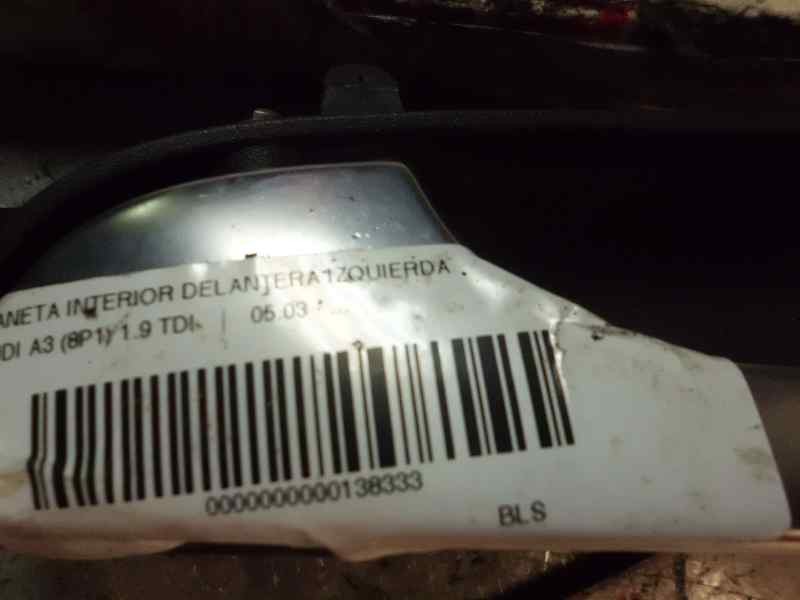 ANETA INTERIOR DELANTERA IZQUIERDA
DI A3 (8P1) 1.9 TDI | 05.03
0000000000138333
BLS